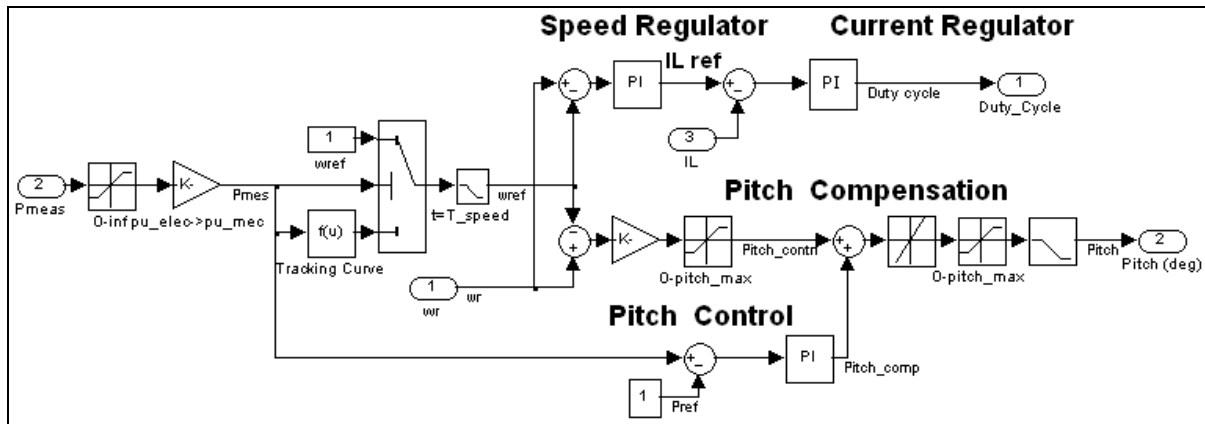 Speed Regulator
Current Regulator
IL ref
PI
PI
Duty cycle
1
Duty_Cycle
3
IL
1
wref
2
Pmeas
0-inf
K-
pu_elec->pu_mec
Pmes
f(u)
Tracking Curve
t=T_speed
wref
1
wr
wr
Pitch Compensation
K-
0-pitch_max
Pitch_contrl
0-pitch_max
Pitch
2
Pitch (deg)
Pitch Control
PI
Pitch_comp
1
Pref